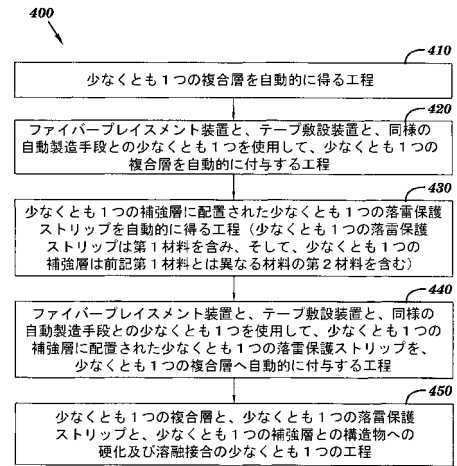 400
410
少なくとも１つの複合層を自動的に得る工程
420
ファイバープレイスメント装置と、テープ敷設装置と、同様の
自動製造手段との少なくとも１つを使用して、少なくとも１つの
複合層を自動的に付与する工程
430
少なくとも１つの補強層に配置された少なくとも１つの落雷保護
ストリップを自動的に得る工程（少なくとも１つの落雷保護
ストリップは第１材料を含み、そして、少なくとも１つの
補強層は前記第１材料とは異なる材料の第２材料を含む）
440
ファイバープレイスメント装置と、テープ敷設装置と、同様の
自動製造手段との少なくとも１つを使用して、少なくとも１つの
補強層に配置された少なくとも１つの落雷保護ストリップを、
少なくとも１つの複合層へ自動的に付与する工程
450
少なくとも１つの複合層と、少なくとも１つの落雷保護
ストリップと、少なくとも１つの補強層との構造物への
硬化及び溶融接合の少なくとも１つの工程